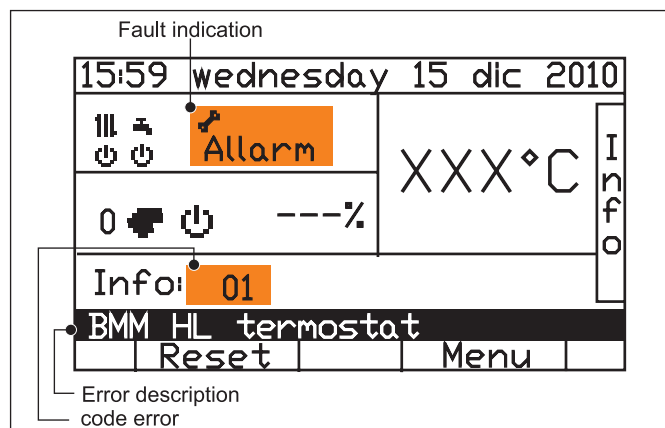 Fault indication
15:59 wednesday 15 dic 2010
Allarm
XXX°C
Info
0 ---%
Info: 01
BMM HL termostat
Reset Menu
Error description
code error